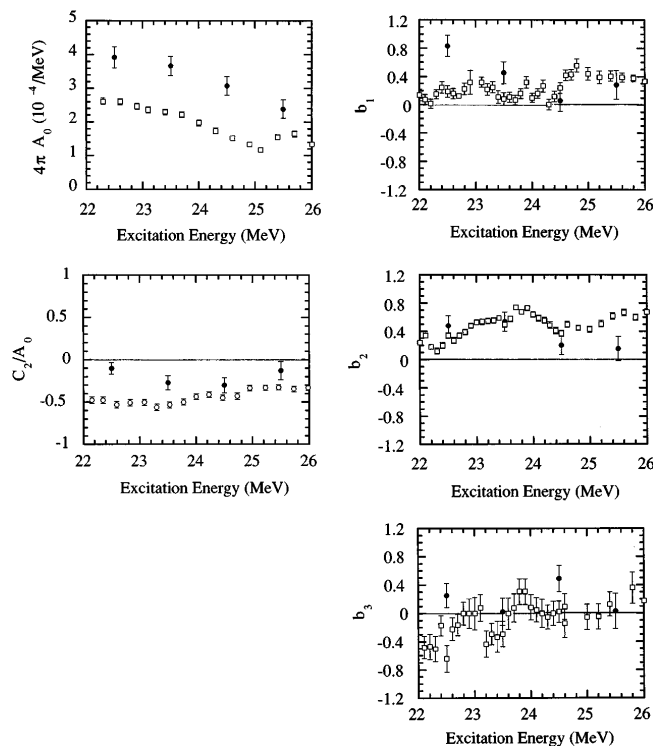 5
4
3
2
1
0
4π A₀ (10⁻⁴/MeV)
22 23 24 25 26
Excitation Energy (MeV)
1.2
0.8
0.4
0
-0.4
-0.8
-1.2
b₁
22 23 24 25 26
Excitation Energy (MeV)
1
0.5
0
-0.5
-1
C₂/A₀
22 23 24 25 26
Excitation Energy (MeV)
1.2
0.8
0.4
0
-0.4
-0.8
-1.2
b₂
22 23 24 25 26
Excitation Energy (MeV)
1.2
0.8
0.4
0
-0.4
-0.8
-1.2
b₃
22 23 24 25 26
Excitation Energy (MeV)